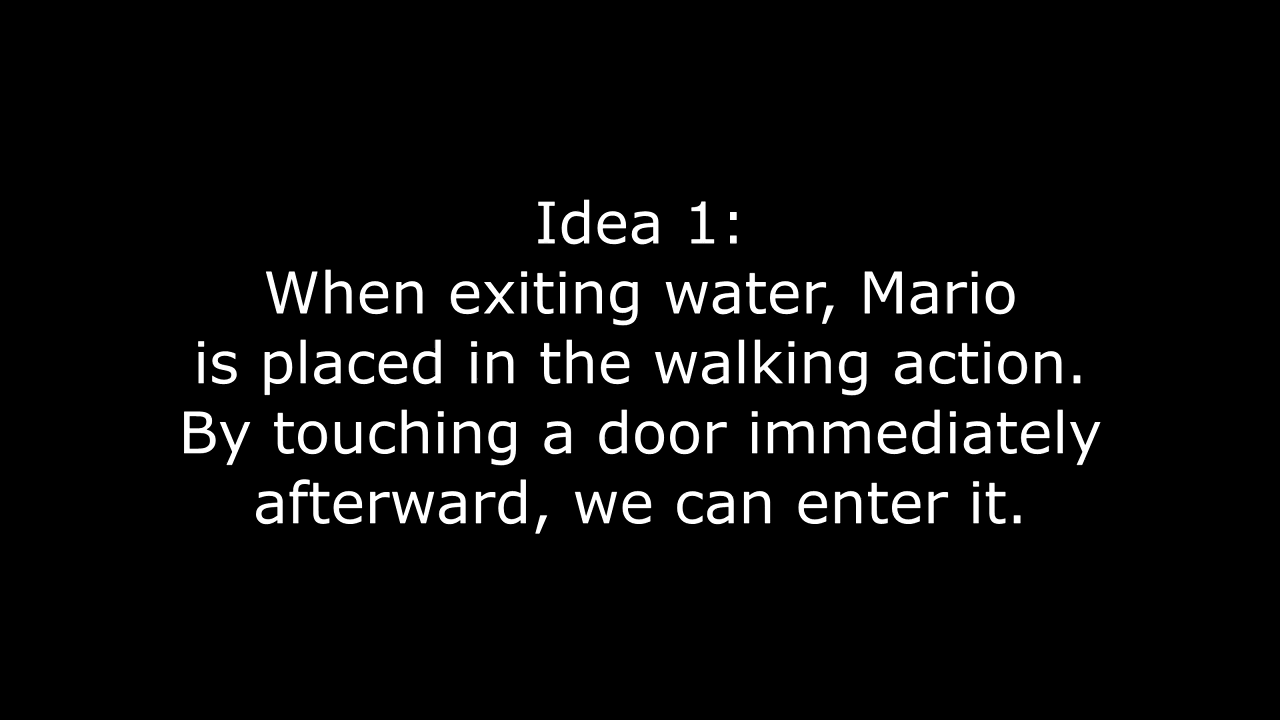 Idea 1:
When exiting water, Mario
is placed in the walking action.
By touching a door immediately
afterward, we can enter it.